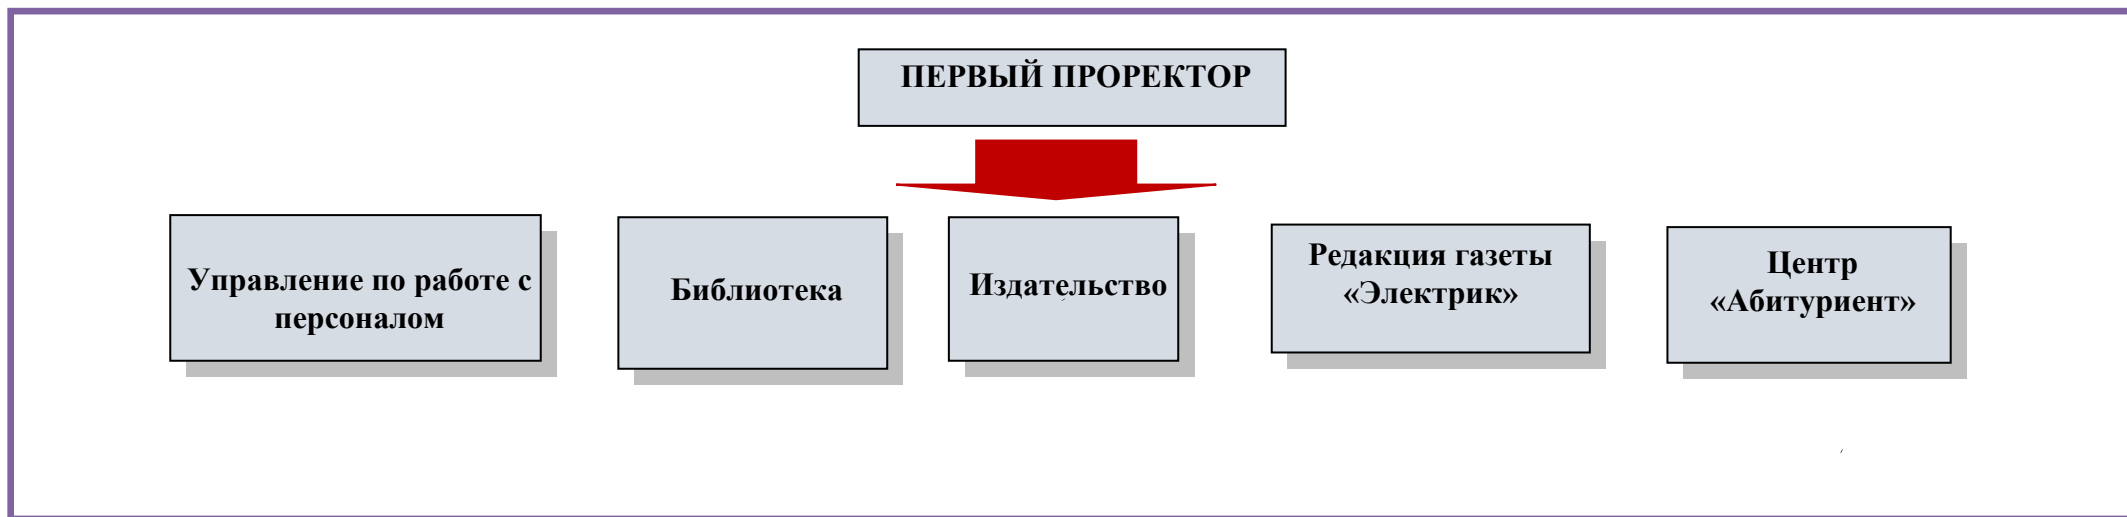 ПЕРВЫЙ ПРОРЕКТОР
Управление по работе с
персоналом
Библиотека
Издательство
Редакция газеты
«Электрик»
Центр
«Абитуриент»